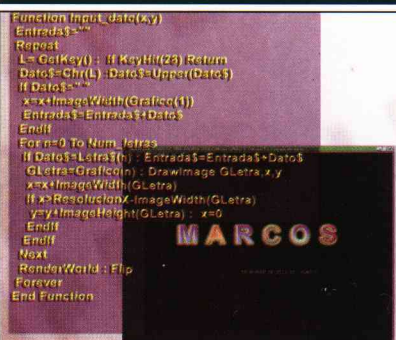 Function Input_dato(x,y)
Entrada$=""
Repeat
L= GetKey() : If KeyHit(28) Return
Dato$=Chr(L) :Dato$=Upper(Dato$)
If Dato$=" "
x=x+ImageWidth(Grafico(1))
Entrada$=Entrada$+Dato$
EndIf
For n=0 To Num_letras
If Dato$=Letra$(n) : Entrada$=Entrada$+Dato$
GLetra=Grafico(n) : DrawImage GLetra,x,y
x=x+ImageWidth(GLetra)
If x>ResolucionX-ImageWidth(GLetra)
y=y+ImageHeight(GLetra) : x=0
EndIf
EndIf
Next
RenderWorld : Flip
Forever
End Function
MARCOS